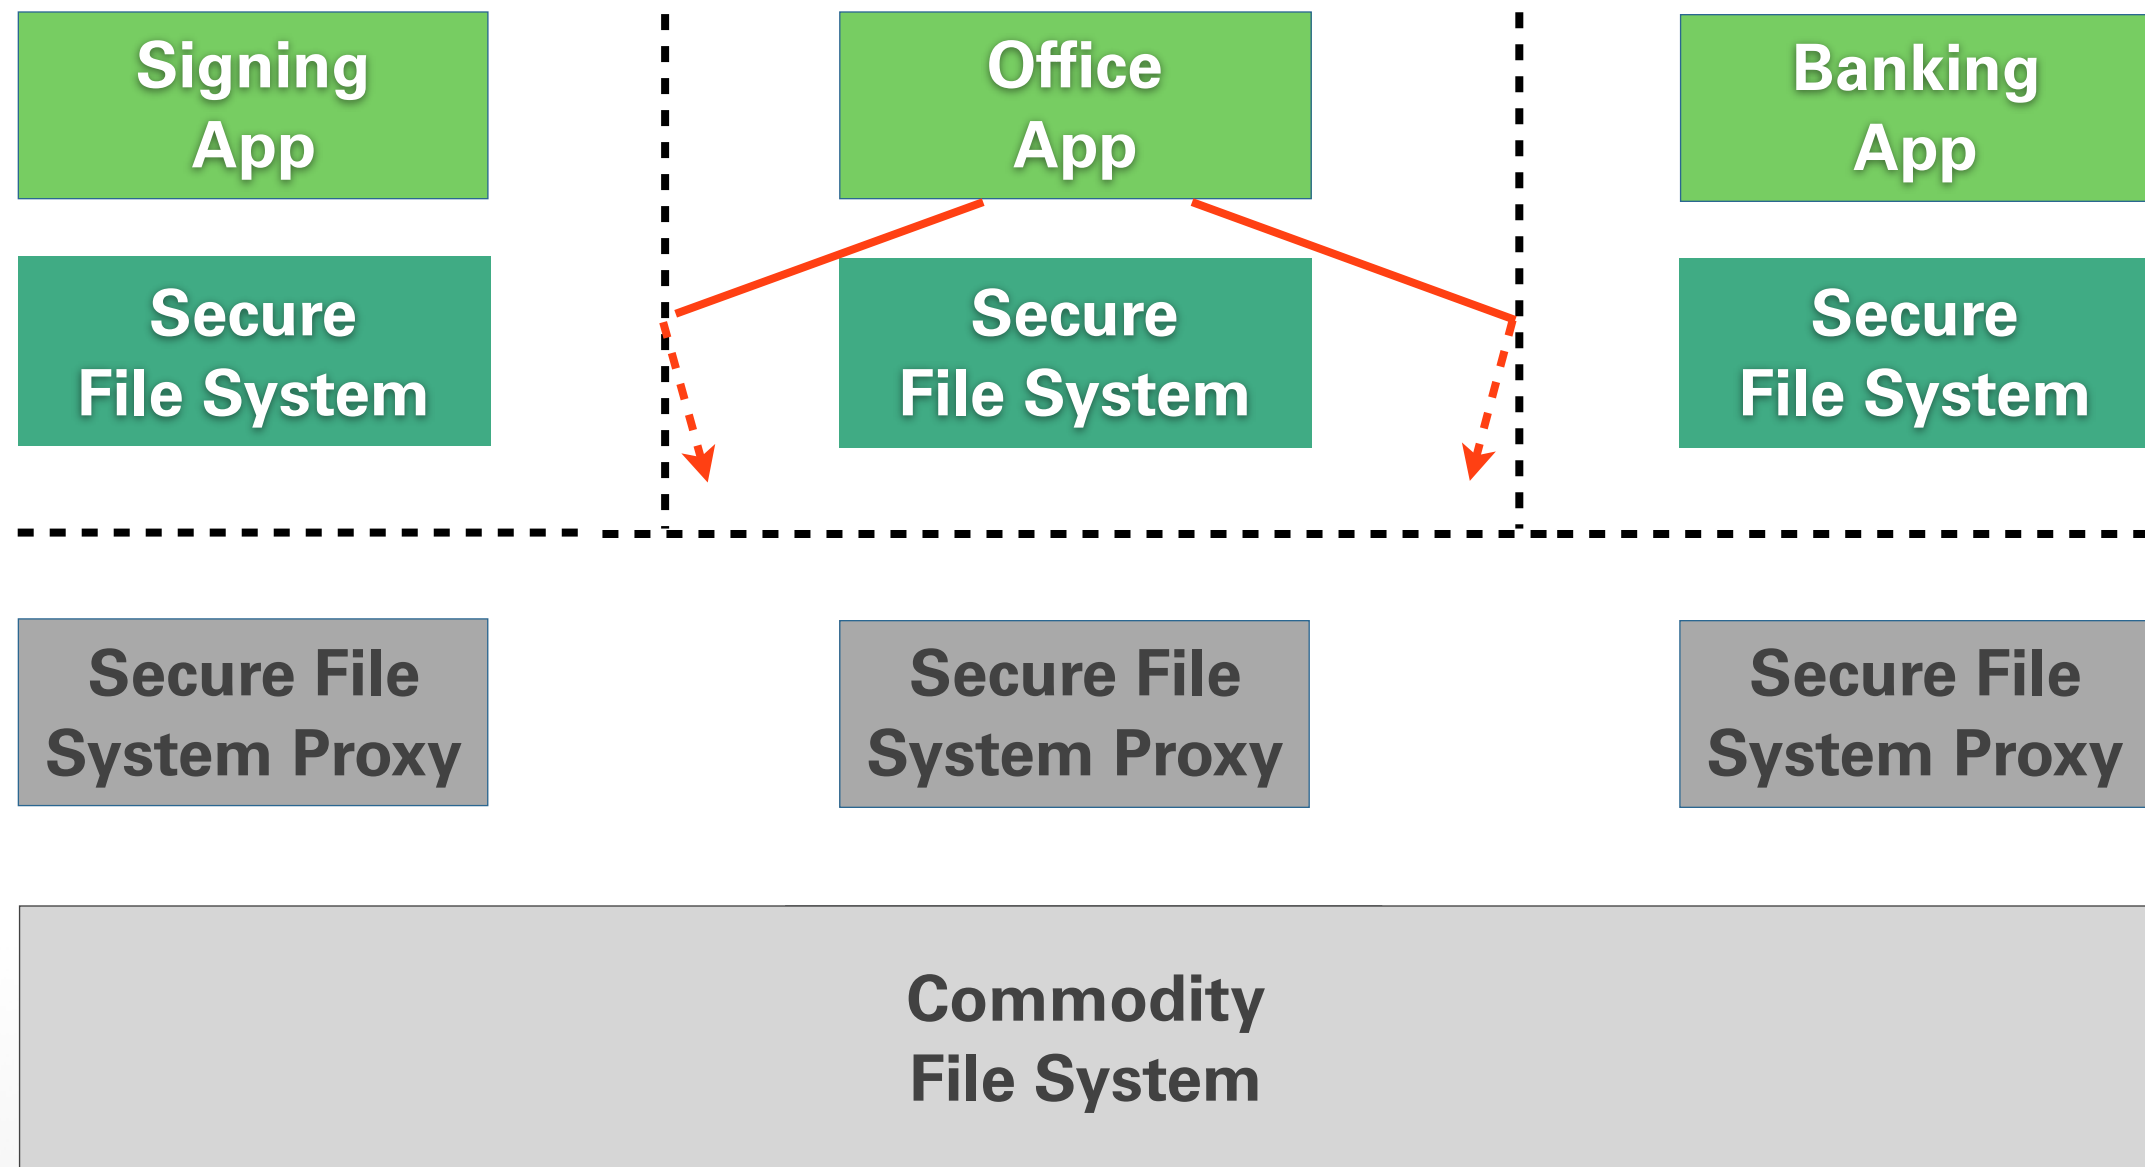 Signing
App
Office
App
Banking
App
Secure
File System
Secure
File System
Secure
File System
Secure File
System Proxy
Secure File
System Proxy
Secure File
System Proxy
Commodity
File System